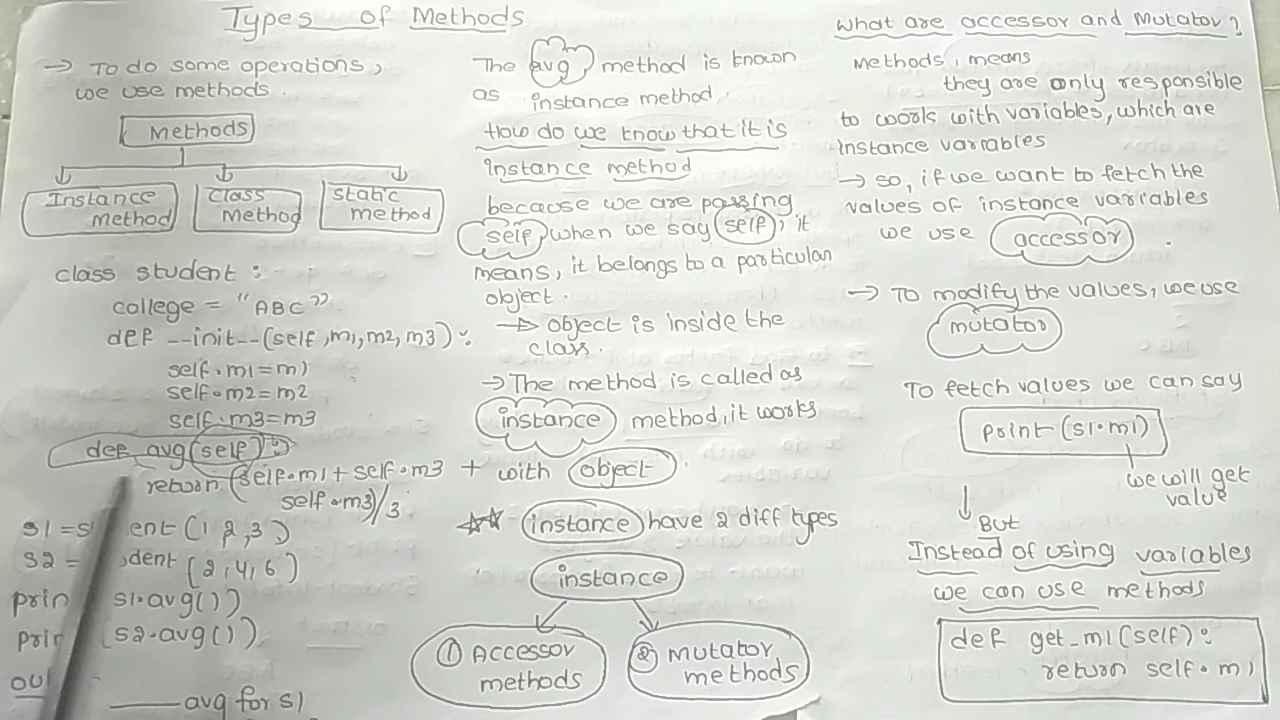 Types of Methods
→ To do some operations,
we use methods.
Methods
Instance method
Class Method
Static method
class student :
college = "ABC"
def __init__(self, m1, m2, m3) :
self.m1 = m1
self.m2 = m2
self.m3 = m3
def avg(self) :
return (self.m1 + self.m3 +
self.m3)/3
s1 = s ent (1, 2, 3)
s2 = dent (2, 4, 6)
prin s1.avg())
prin (s2.avg())
avg for s1
The avg method is known
as instance method.
How do we know that it is
instance method
because we are passing
self, when we say self, it
means, it belongs to a particular
object.
→ object is inside the
class.
→ The method is called as
instance method, it works
with object.
☆☆ instance have 2 diff types
instance
① Accessor
methods
② Mutator
methods
What are accessor and Mutator?
Methods, means
they are only responsible
to work with variables, which are
instance variables
→ so, if we want to fetch the
values of instance variables
we use accessor.
→ To modify the values, we use
mutator
To fetch values we can say
print (s1.m1)
we will get
value
↓ But
Instead of using variables
we can use methods
def get_m1(self) :
return self.m1